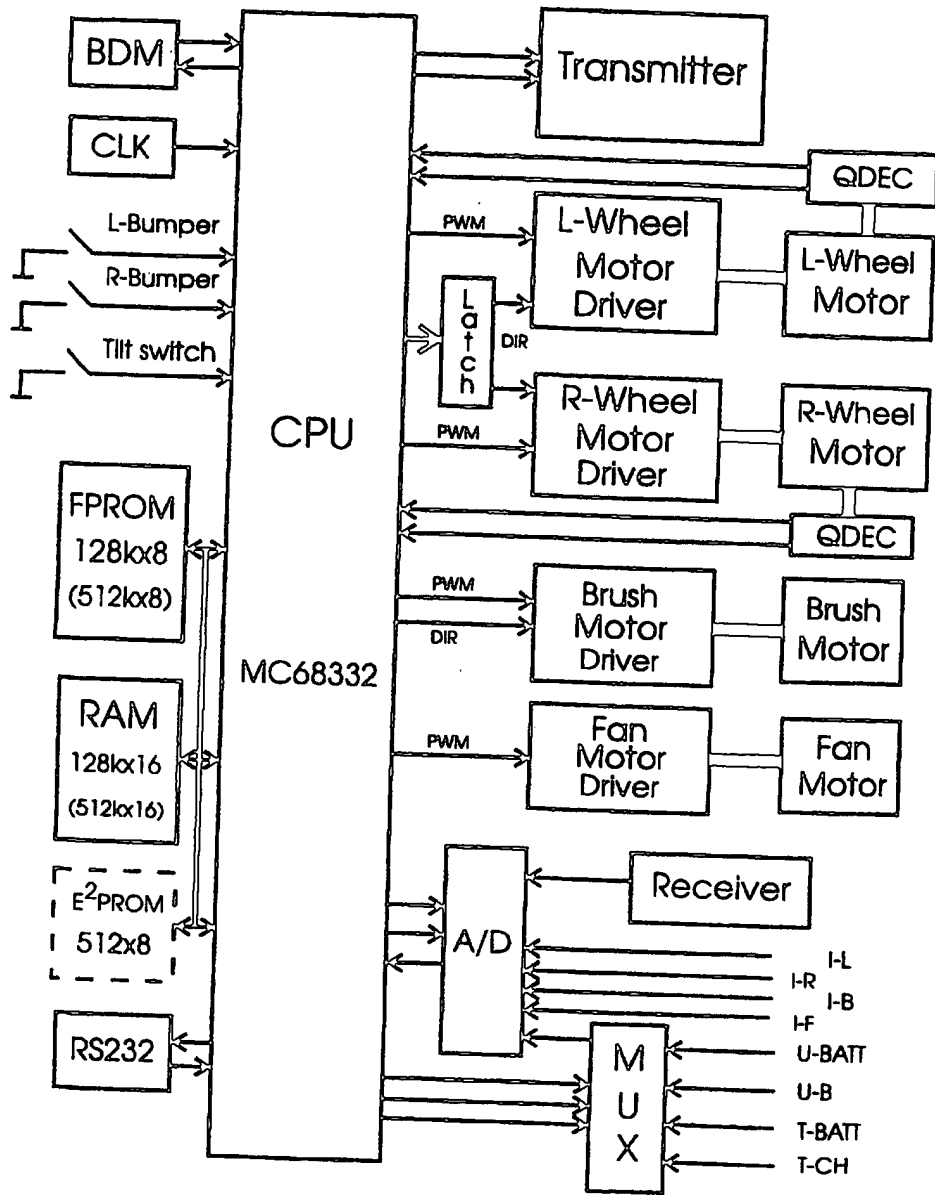 BDM
Transmitter
CLK
QDEC
L-Bumper
PWM
L-Wheel
Motor
Driver
L-Wheel
Motor
R-Bumper
Latch
DIR
Tilt switch
CPU
R-Wheel
Motor
Driver
R-Wheel
Motor
PWM
FPROM
128kx8
(512kx8)
QDEC
PWM
DIR
Brush
Motor
Driver
Brush
Motor
MC68332
RAM
128kx16
(512kx16)
PWM
Fan
Motor
Driver
Fan
Motor
E²PROM
512x8
A/D
Receiver
I-L
I-R
I-B
I-F
RS232
MUX
U-BATT
U-B
T-BATT
T-CH